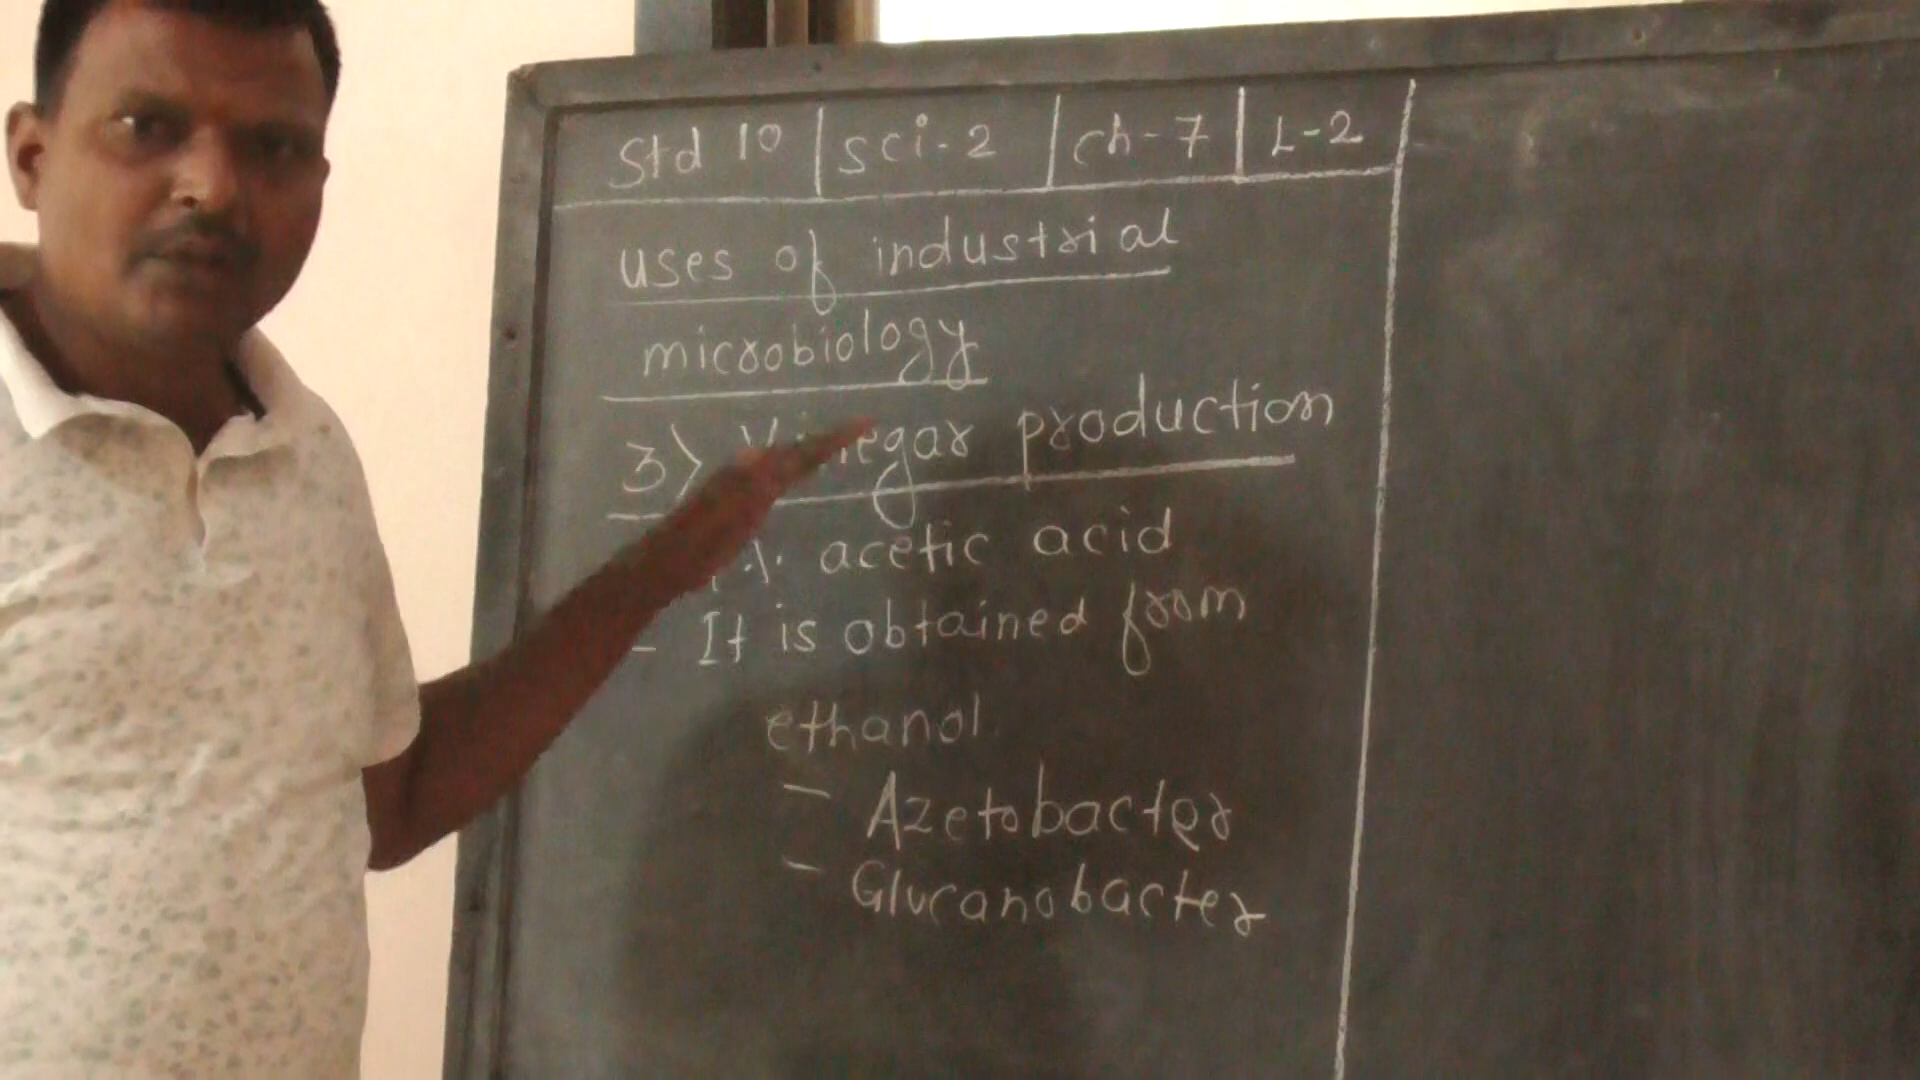 Std 10 | sci-2 | ch-7 | L-2
uses of industrial
microbiology
3) Vinegar production
% acetic acid
- It is obtained from
ethanol.
- Azetobacter
- Glucanobacter